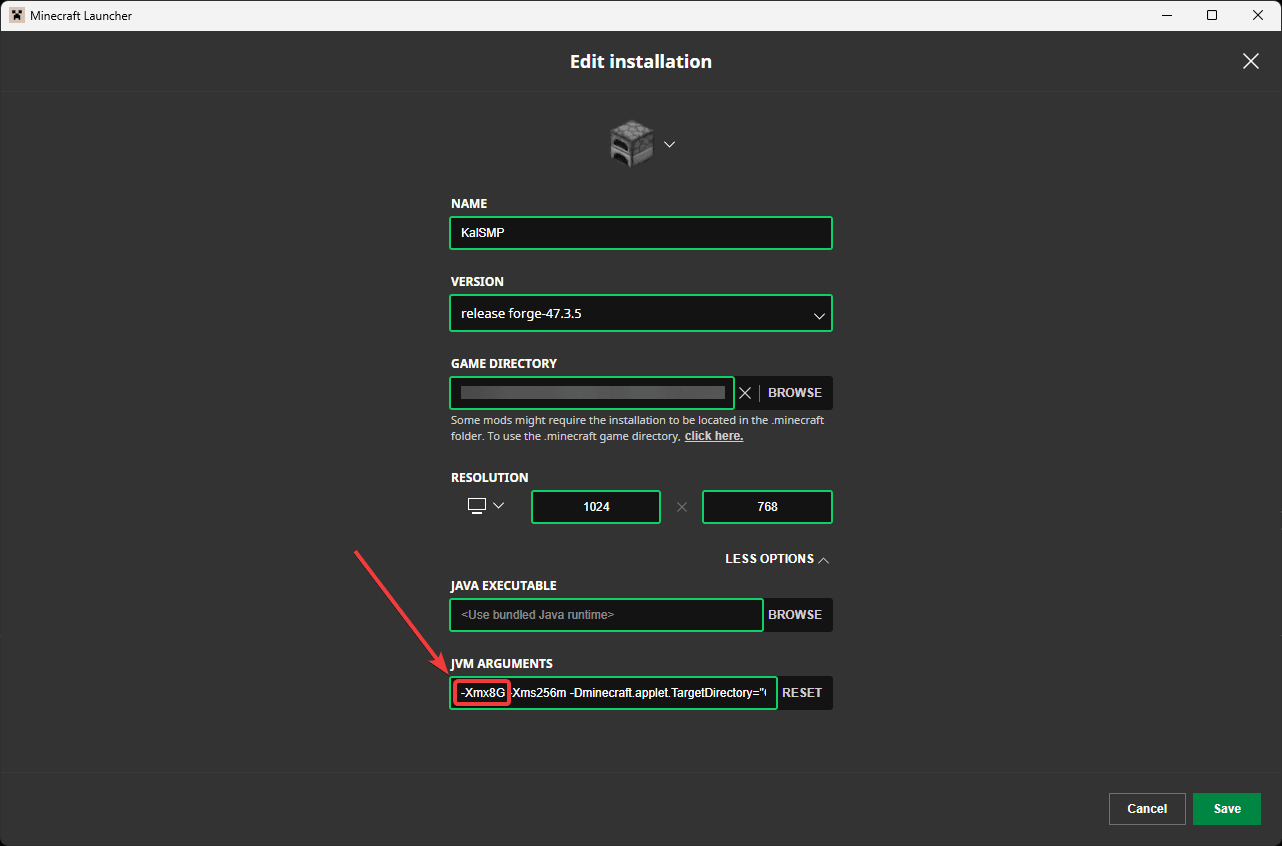 Minecraft Launcher
Edit installation
NAME
KalSMP
VERSION
release forge-47.3.5
GAME DIRECTORY
BROWSE
Some mods might require the installation to be located in the .minecraft
folder. To use the .minecraft game directory, click here.
RESOLUTION
1024 768
LESS OPTIONS
JAVA EXECUTABLE
<Use bundled Java runtime> BROWSE
JVM ARGUMENTS
-Xmx8G -Xms256m -Dminecraft.applet.TargetDirectory=" RESET
Cancel Save